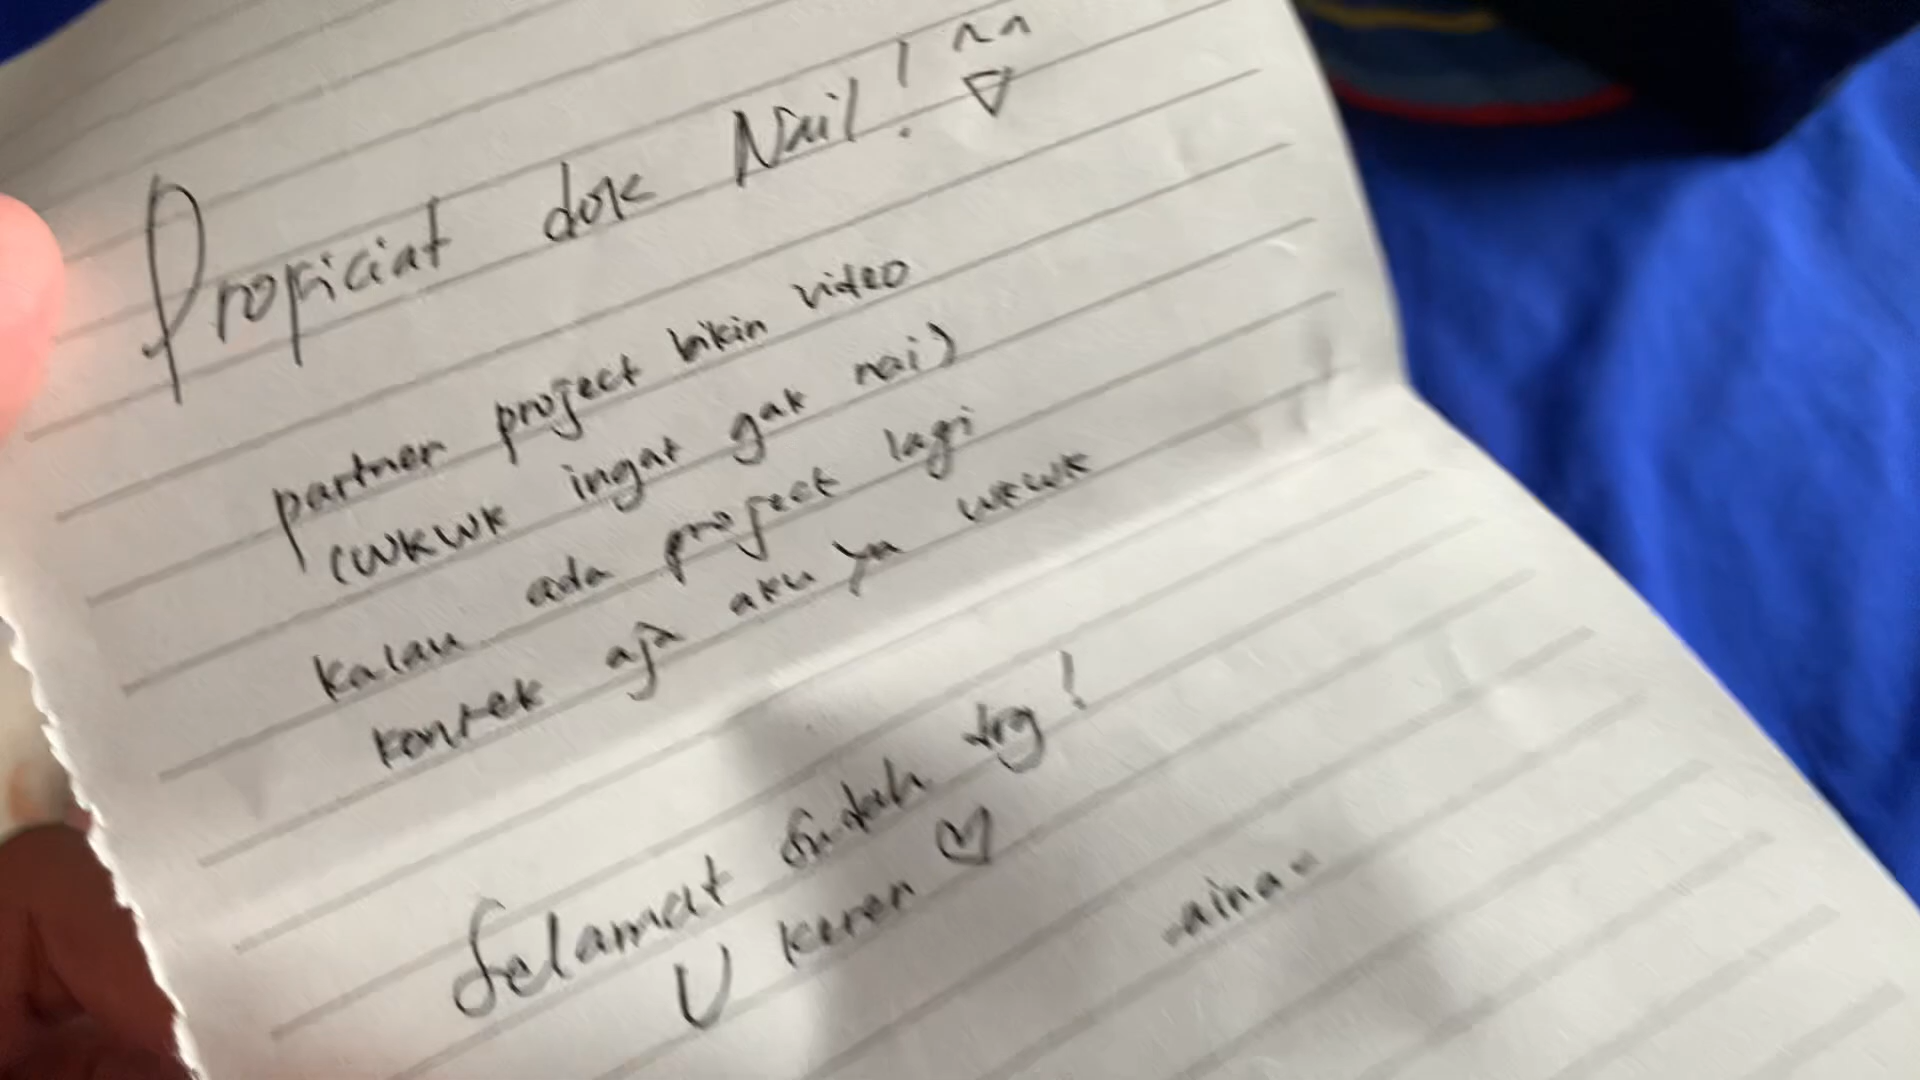 Proficiat dok Nail! ^^
partner project bikin video
(wkwk ingat gak nai)
kalau ada project lagi
kontek aja aku ya wkwk
Selamat sudah drg!
U keren ♡
-aina-